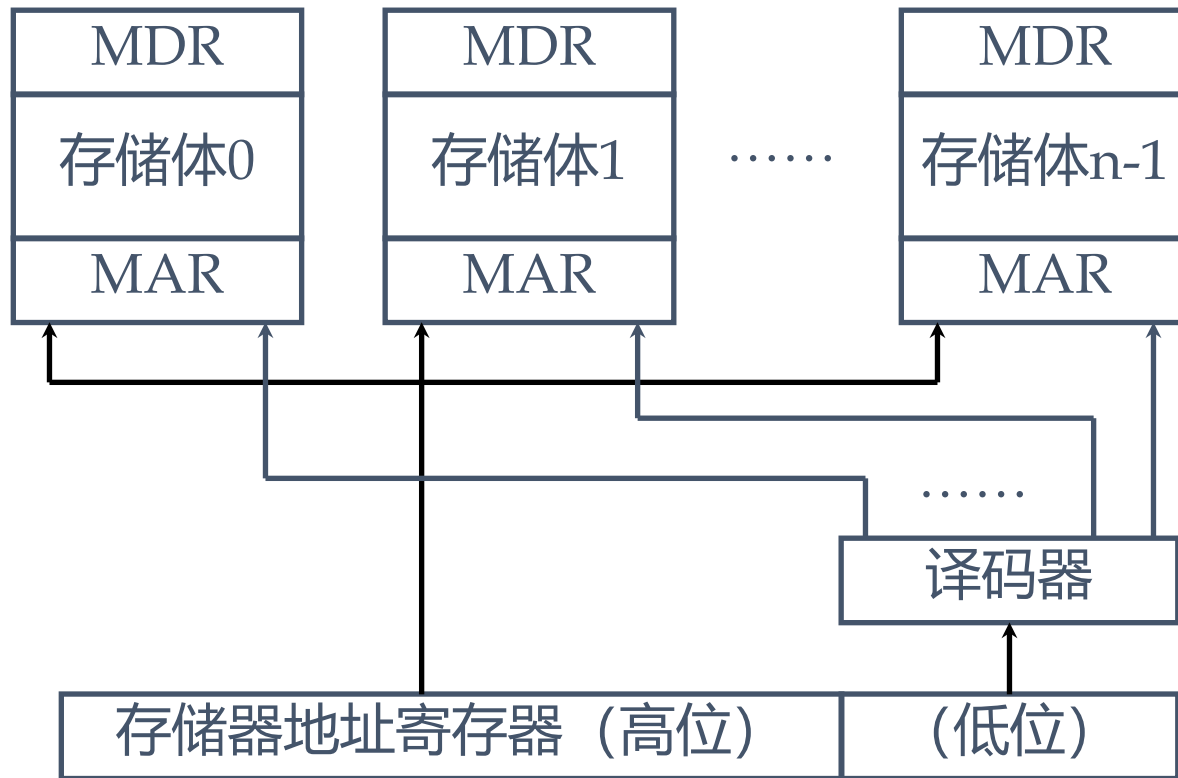 MDR MDR MDR
存储体0 存储体1 …… 存储体n-1
MAR MAR MAR
……
译码器
存储器地址寄存器（高位） （低位）